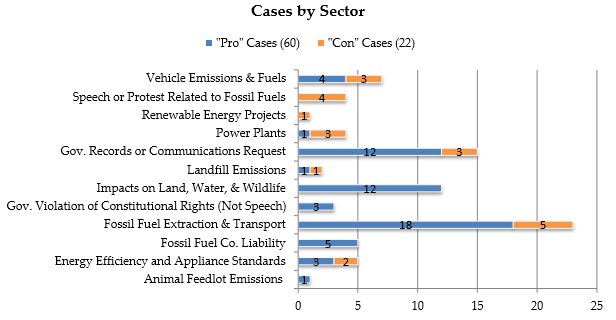 Cases by Sector
"Pro" Cases (60) "Con" Cases (22)
Vehicle Emissions & Fuels 4 3
Speech or Protest Related to Fossil Fuels 4
Renewable Energy Projects 1
Power Plants 1 3
Gov. Records or Communications Request 12 3
Landfill Emissions 1 1
Impacts on Land, Water, & Wildlife 12
Gov. Violation of Constitutional Rights (Not Speech) 3
Fossil Fuel Extraction & Transport 18 5
Fossil Fuel Co. Liability 5
Energy Efficiency and Appliance Standards 3 2
Animal Feedlot Emissions 1
0 5 10 15 20 25